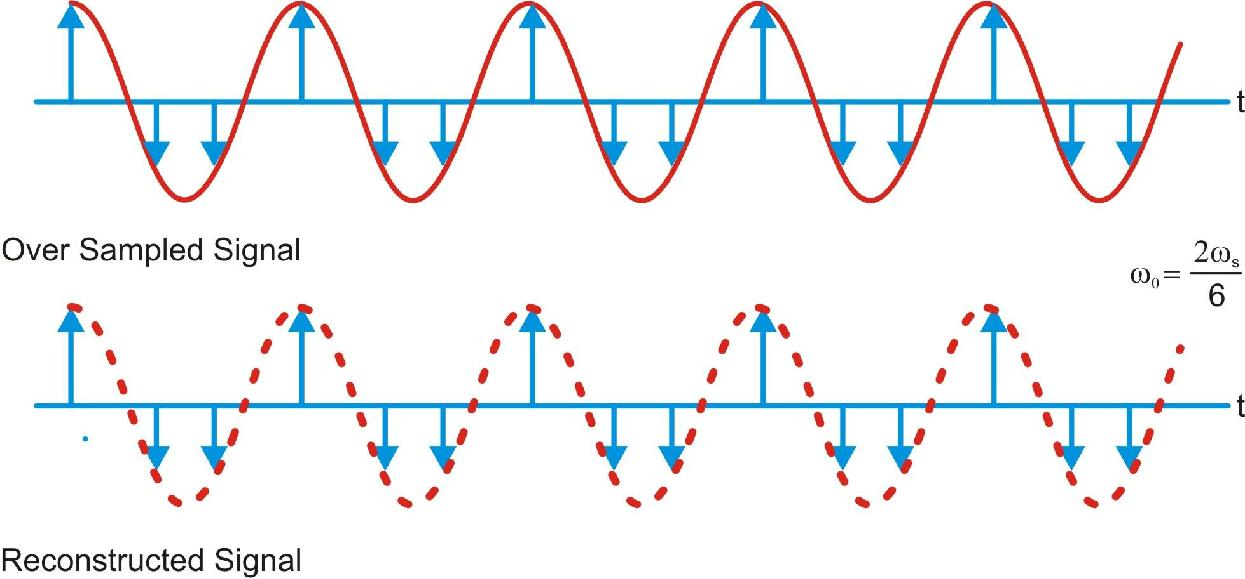 t
Over Sampled Signal
ω₀ = 2ωₛ / 6
t
Reconstructed Signal